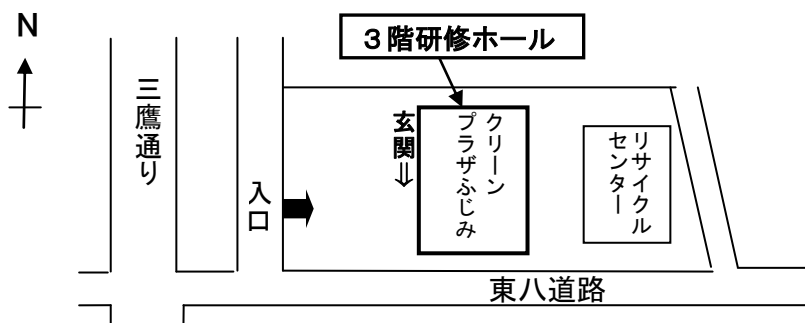 N
３階研修ホール
三鷹通り
入口
玄関⇓
クリーン
プラザふじみ
リサイクル
センター
東八道路